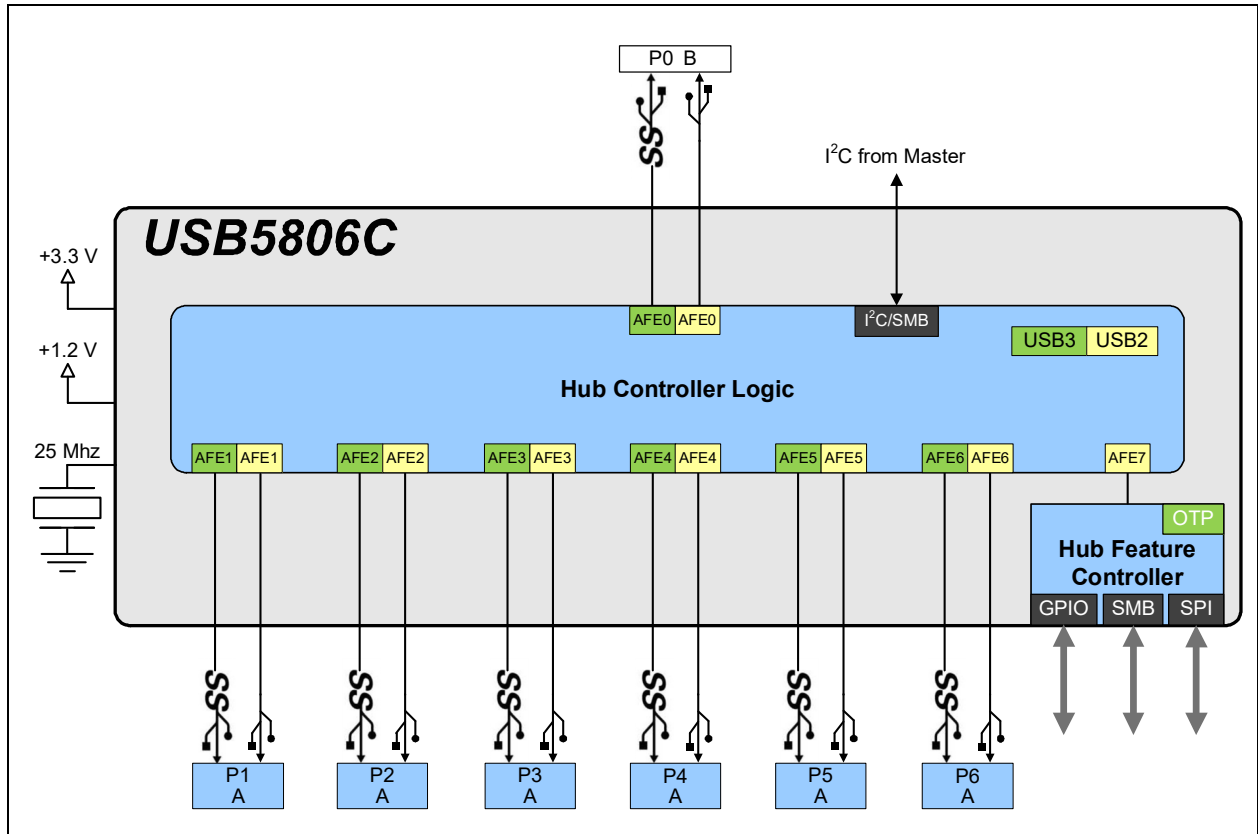 P0 B
SS
I²C from Master
USB5806C
+3.3 V
+1.2 V
25 Mhz
AFE0 AFE0
I²C/SMB
USB3 USB2
Hub Controller Logic
AFE1 AFE1 AFE2 AFE2 AFE3 AFE3 AFE4 AFE4 AFE5 AFE5 AFE6 AFE6 AFE7
OTP
Hub Feature
Controller
GPIO SMB SPI
SS SS SS SS SS SS
P1
A
P2
A
P3
A
P4
A
P5
A
P6
A